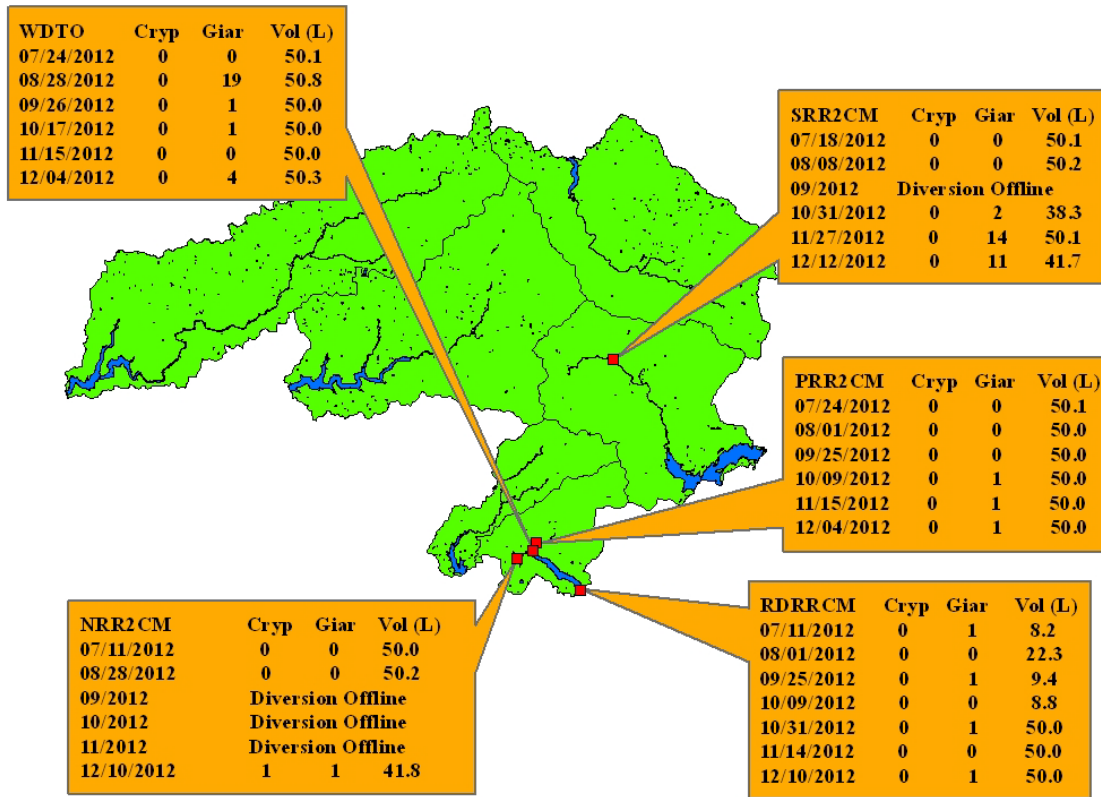 WDTO Cryp Giar Vol (L)
07/24/2012 0 0 50.1
08/28/2012 0 19 50.8
09/26/2012 0 1 50.0
10/17/2012 0 1 50.0
11/15/2012 0 0 50.0
12/04/2012 0 4 50.3
SRR2CM Cryp Giar Vol (L)
07/18/2012 0 0 50.1
08/08/2012 0 0 50.2
09/2012 Diversion Offline
10/31/2012 0 2 38.3
11/27/2012 0 14 50.1
12/12/2012 0 11 41.7
PRR2CM Cryp Giar Vol (L)
07/24/2012 0 0 50.1
08/01/2012 0 0 50.0
09/25/2012 0 0 50.0
10/09/2012 0 1 50.0
11/15/2012 0 1 50.0
12/04/2012 0 1 50.0
NRR2CM Cryp Giar Vol (L)
07/11/2012 0 0 50.0
08/28/2012 0 0 50.2
09/2012 Diversion Offline
10/2012 Diversion Offline
11/2012 Diversion Offline
12/10/2012 1 1 41.8
RDRRCM Cryp Giar Vol (L)
07/11/2012 0 1 8.2
08/01/2012 0 0 22.3
09/25/2012 0 1 9.4
10/09/2012 0 0 8.8
10/31/2012 0 1 50.0
11/14/2012 0 0 50.0
12/10/2012 0 1 50.0